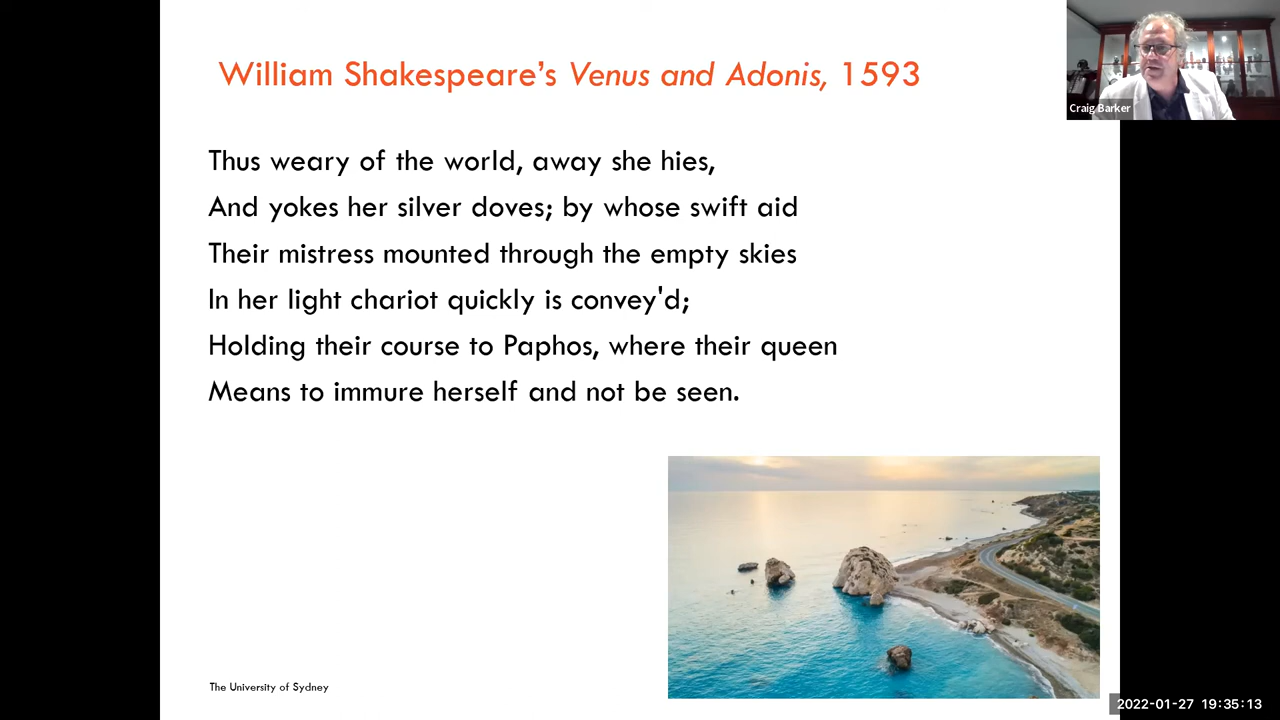 William Shakespeare's Venus and Adonis, 1593
Craig Barker
Thus weary of the world, away she hies,
And yokes her silver doves; by whose swift aid
Their mistress mounted through the empty skies
In her light chariot quickly is convey'd;
Holding their course to Paphos, where their queen
Means to immure herself and not be seen.
The University of Sydney
2022-01-27 19:35:13